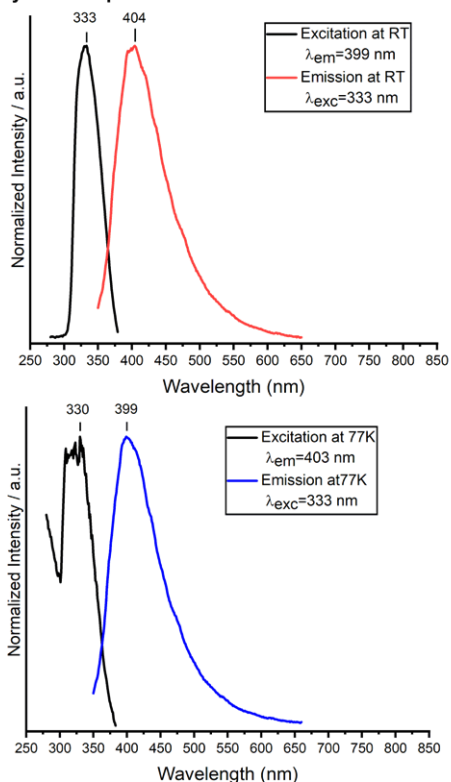 333 404
Excitation at RT
λem=399 nm
Emission at RT
λexc=333 nm
Normalized Intensity / a.u.
250 300 350 400 450 500 550 600 650 700 750 800 850
Wavelength (nm)
330 399
Excitation at 77K
λem=403 nm
Emission at77K
λexc=333 nm
Normalized Intensity / a.u.
250 300 350 400 450 500 550 600 650 700 750 800 850
Wavelength (nm)